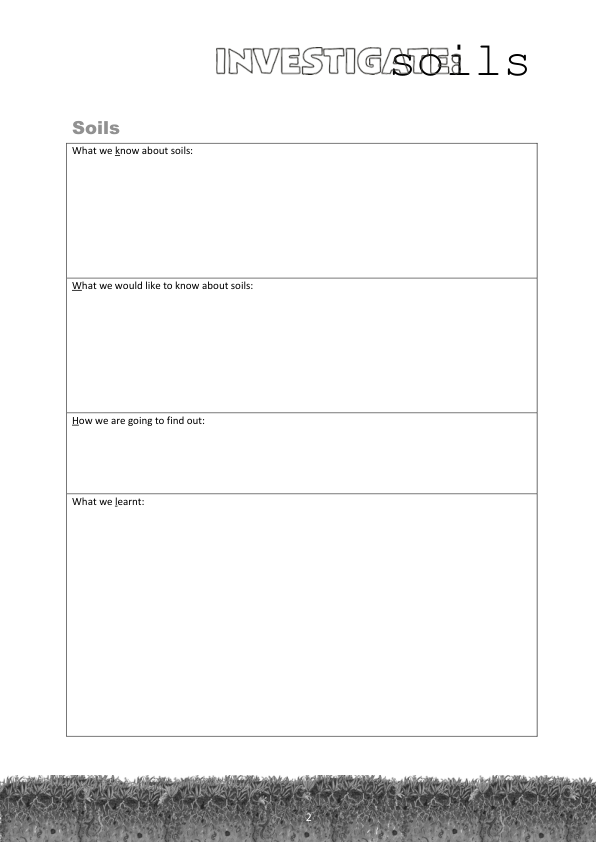 INVESTIGATE: soils
Soils
What we know about soils:
What we would like to know about soils:
How we are going to find out:
What we learnt:
2